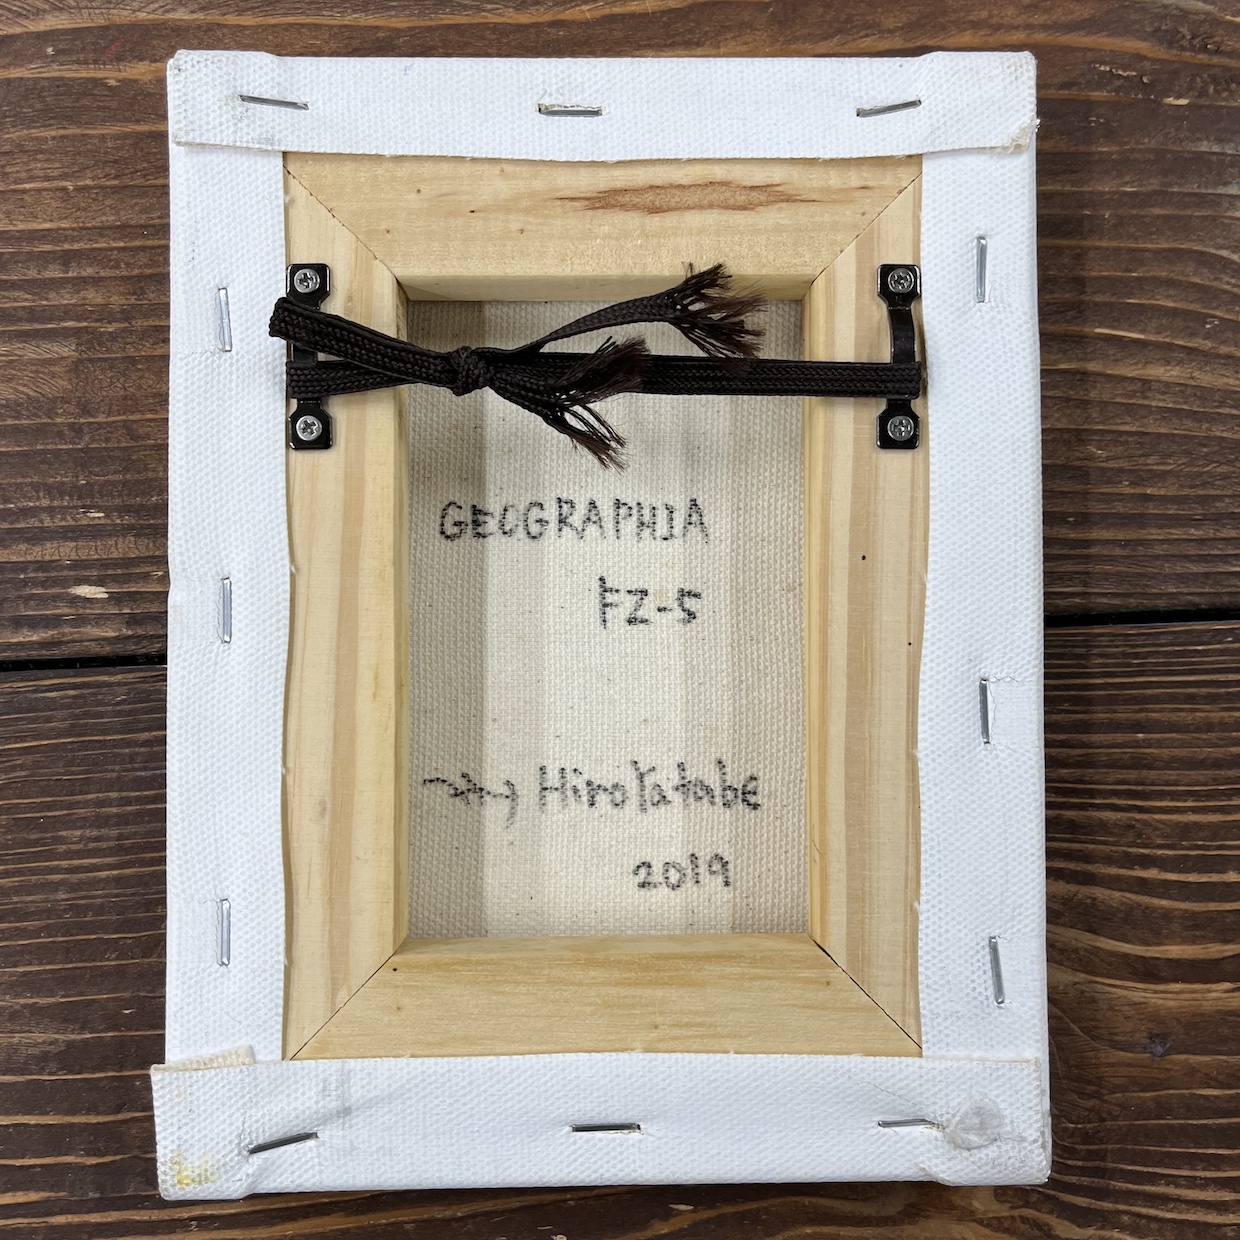 GEOGRAPHIA
FZ-5
Hiro Yatabe
2019